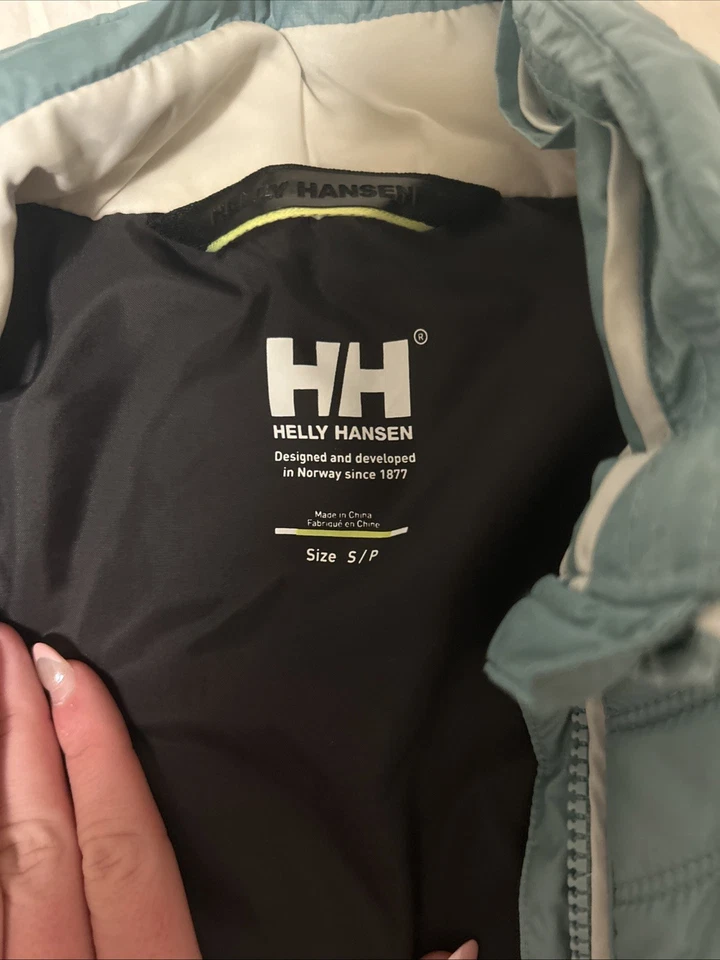 HELLY HANSEN
HH®
HELLY HANSEN
Designed and developed
in Norway since 1877
Made in China
Fabriqué en Chine
Size S/P